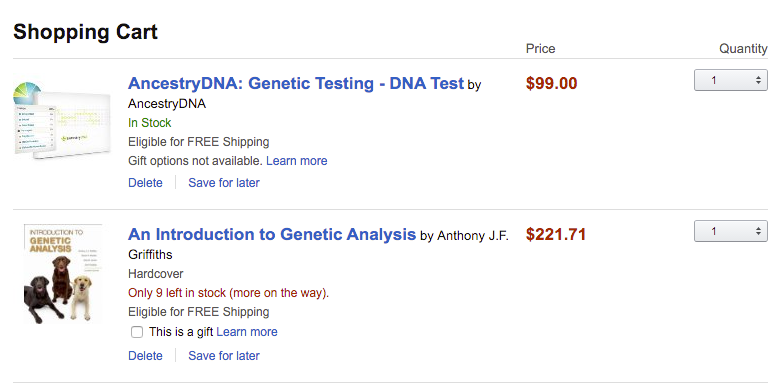 Shopping Cart
Price Quantity
AncestryDNA: Genetic Testing - DNA Test by $99.00 1
AncestryDNA
In Stock
Eligible for FREE Shipping
Gift options not available. Learn more
Delete Save for later
An Introduction to Genetic Analysis by Anthony J.F. $221.71 1
Griffiths
Hardcover
Only 9 left in stock (more on the way).
Eligible for FREE Shipping
This is a gift Learn more
Delete Save for later
INTRODUCTION TO
GENETIC
ANALYSIS